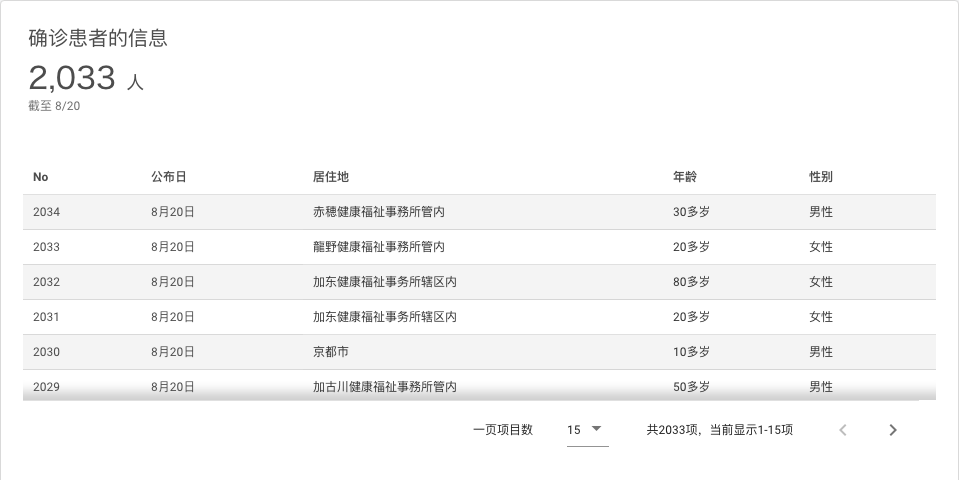 确诊患者的信息
2,033 人
截至 8/20
No 公布日 居住地 年龄 性别
2034 8月20日 赤穂健康福祉事務所管内 30多岁 男性
2033 8月20日 龍野健康福祉事務所管内 20多岁 女性
2032 8月20日 加东健康福祉事务所辖区内 80多岁 女性
2031 8月20日 加东健康福祉事务所辖区内 20多岁 女性
2030 8月20日 京都市 10多岁 男性
2029 8月20日 加古川健康福祉事務所管内 50多岁 男性
一页项目数 15 共2033项，当前显示1-15项